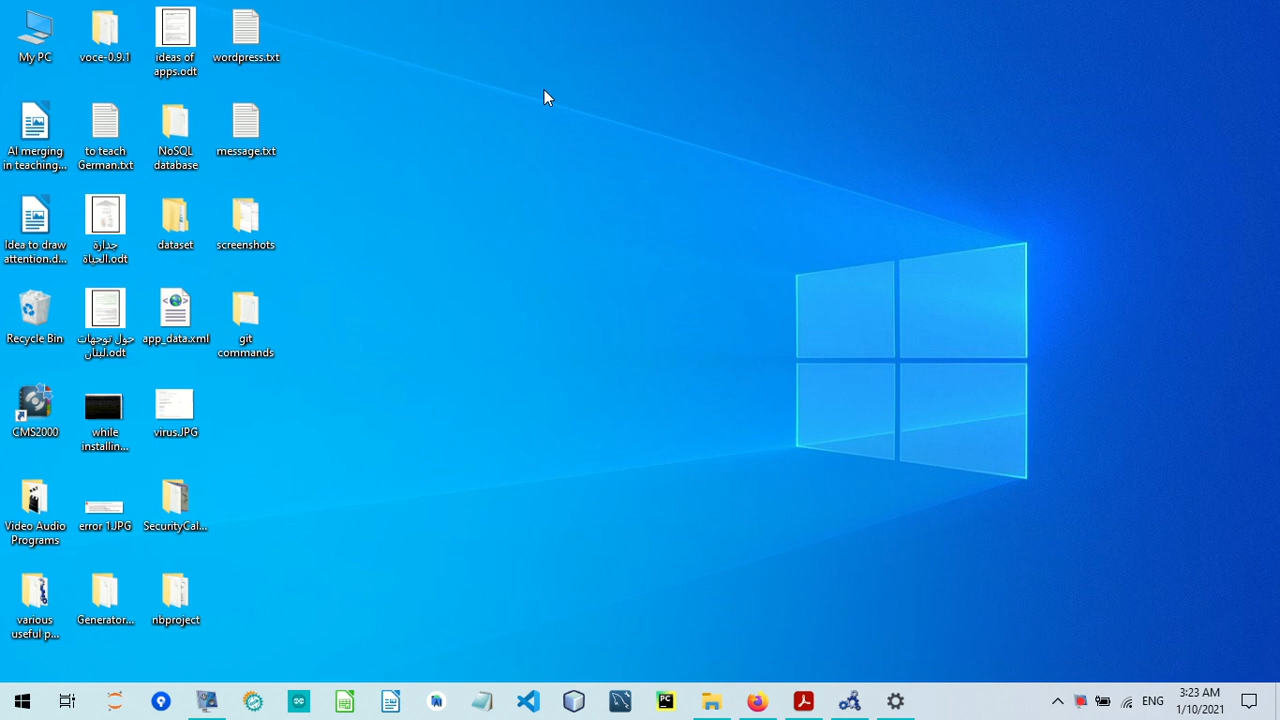 My PC
voce-0.9.1
ideas of
apps.odt
wordpress.txt
AI merging
in teaching...
to teach
German.txt
NoSQL
database
message.txt
Idea to draw
attention.d...
جدارة
الحياة.odt
dataset
screenshots
Recycle Bin
حول توجهات
لبنان.odt
app_data.xml
git
commands
CMS2000
while
installin...
virus.JPG
Video Audio
Programs
error 1.JPG
SecurityCal...
various
useful p...
Generator...
nbproject
PC
ENG
3:23 AM
1/10/2021